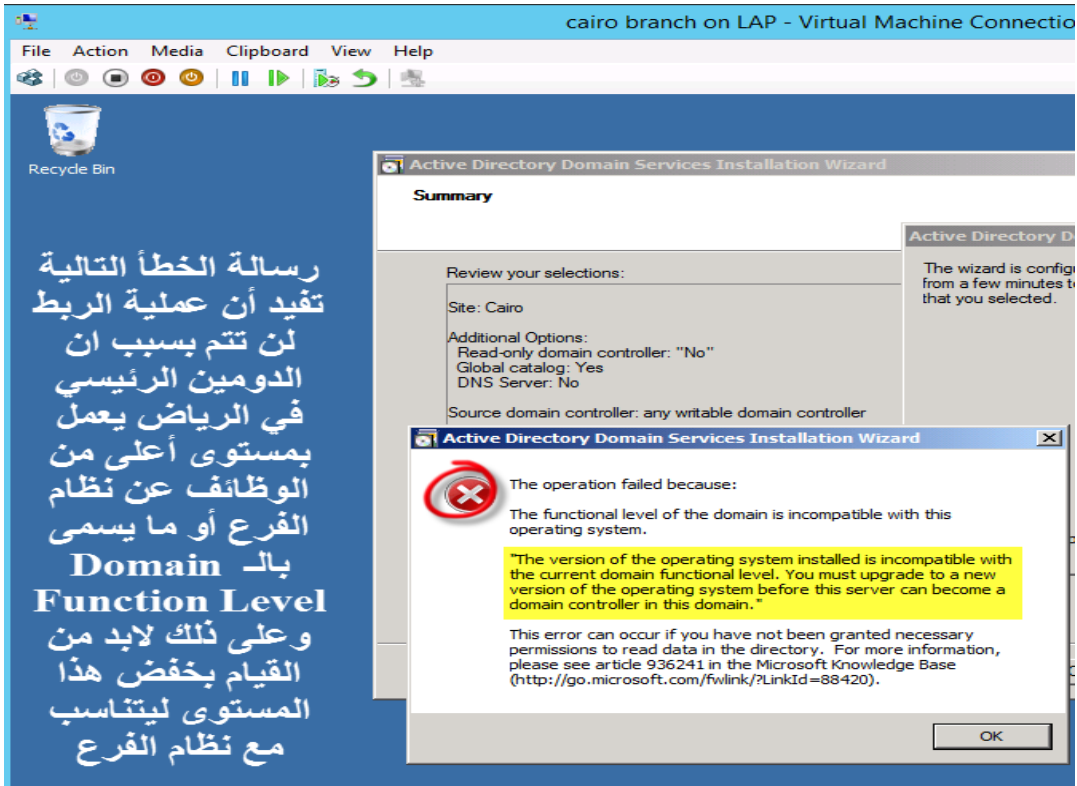 cairo branch on LAP - Virtual Machine Connectio
File Action Media Clipboard View Help
Recycle Bin
رسالة الخطأ التالية
تفيد أن عملية الربط
لن تتم بسبب ان
الدومين الرئيسي
في الرياض يعمل
بمستوى أعلى من
الوظائف عن نظام
الفرع أو ما يسمى
بالـ Domain
Function Level
وعلى ذلك لابد من
القيام بخفض هذا
المستوى ليتناسب
مع نظام الفرع
Active Directory Domain Services Installation Wizard
Summary
Review your selections:
Site: Cairo
Additional Options:
Read-only domain controller: "No"
Global catalog: Yes
DNS Server: No
Source domain controller: any writable domain controller
Active Directory D
The wizard is config
from a few minutes t
that you selected.
Active Directory Domain Services Installation Wizard
The operation failed because:
The functional level of the domain is incompatible with this
operating system.
"The version of the operating system installed is incompatible with
the current domain functional level. You must upgrade to a new
version of the operating system before this server can become a
domain controller in this domain."
This error can occur if you have not been granted necessary
permissions to read data in the directory. For more information,
please see article 936241 in the Microsoft Knowledge Base
(http://go.microsoft.com/fwlink/?LinkId=88420).
OK